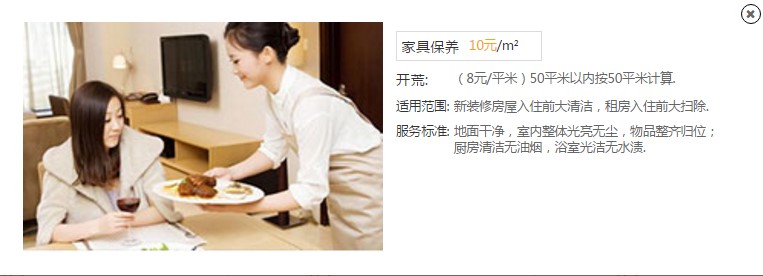 家具保养 10元/m²
开荒: （8元/平米）50平米以内按50平米计算.
适用范围: 新装修房屋入住前大清洁，租房入住前大扫除.
服务标准: 地面干净，室内整体光亮无尘，物品整齐归位；
厨房清洁无油烟，浴室光洁无水渍.